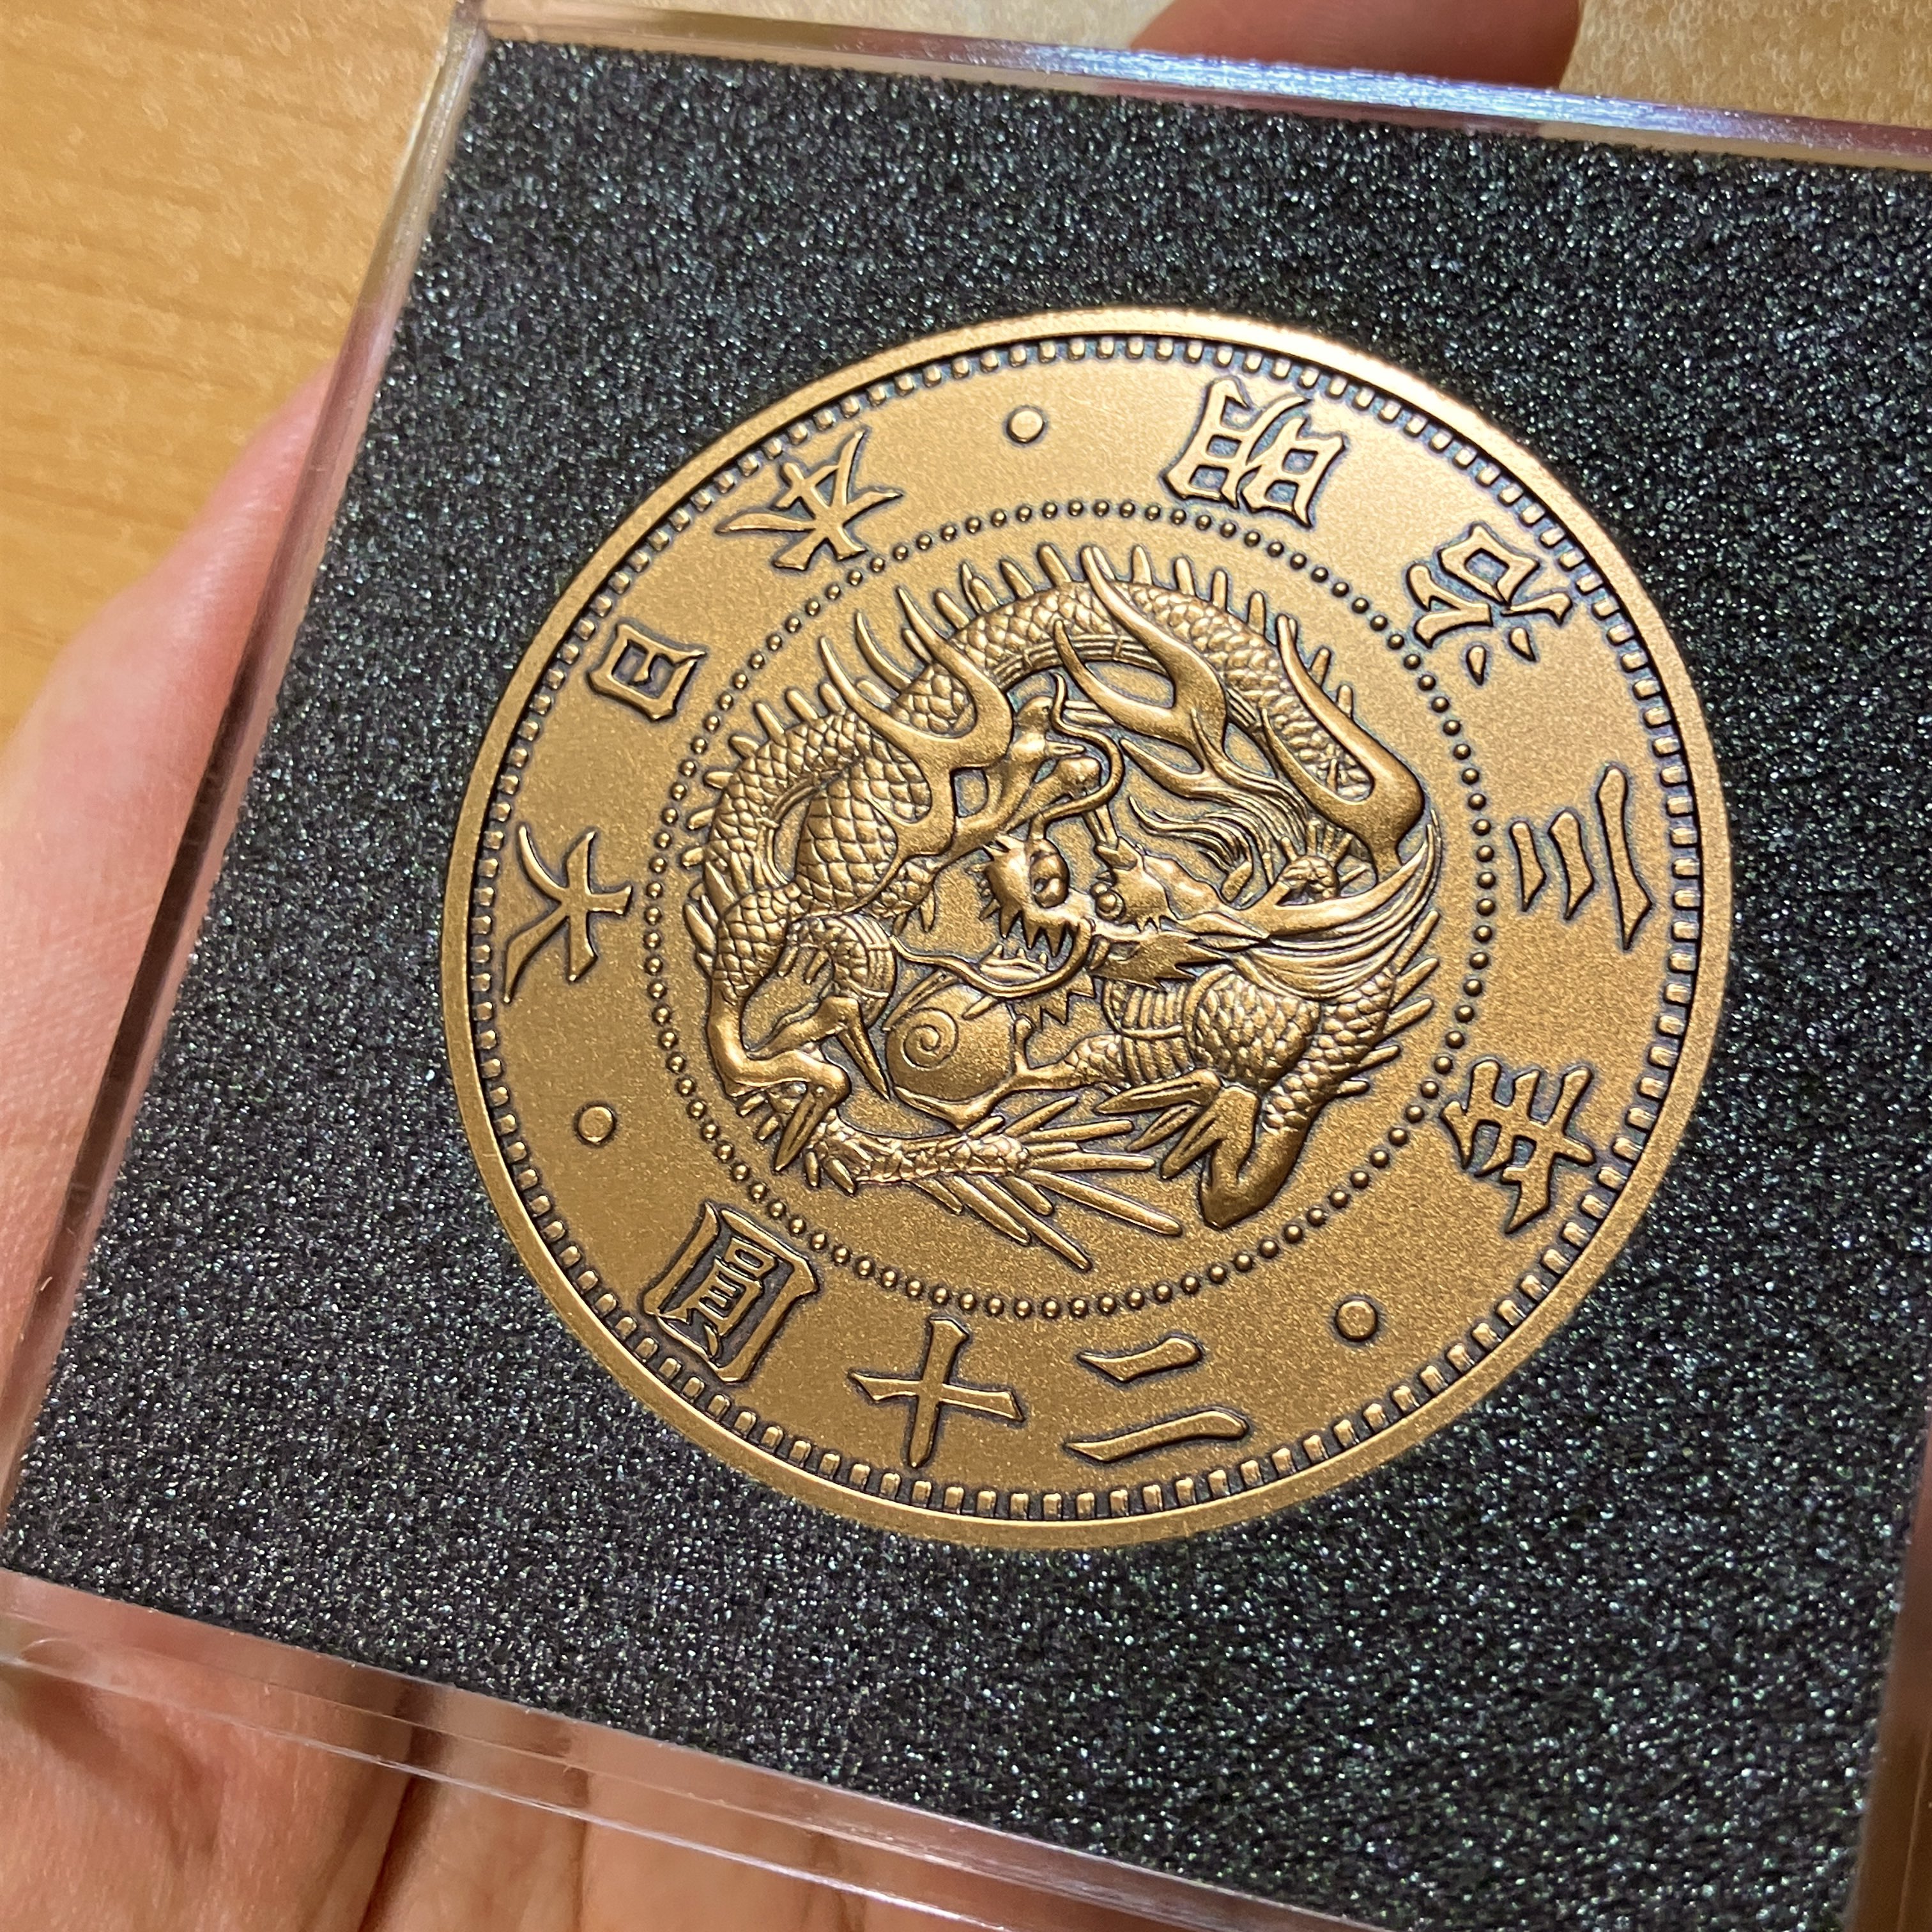 大日本
明治三年
二十圓